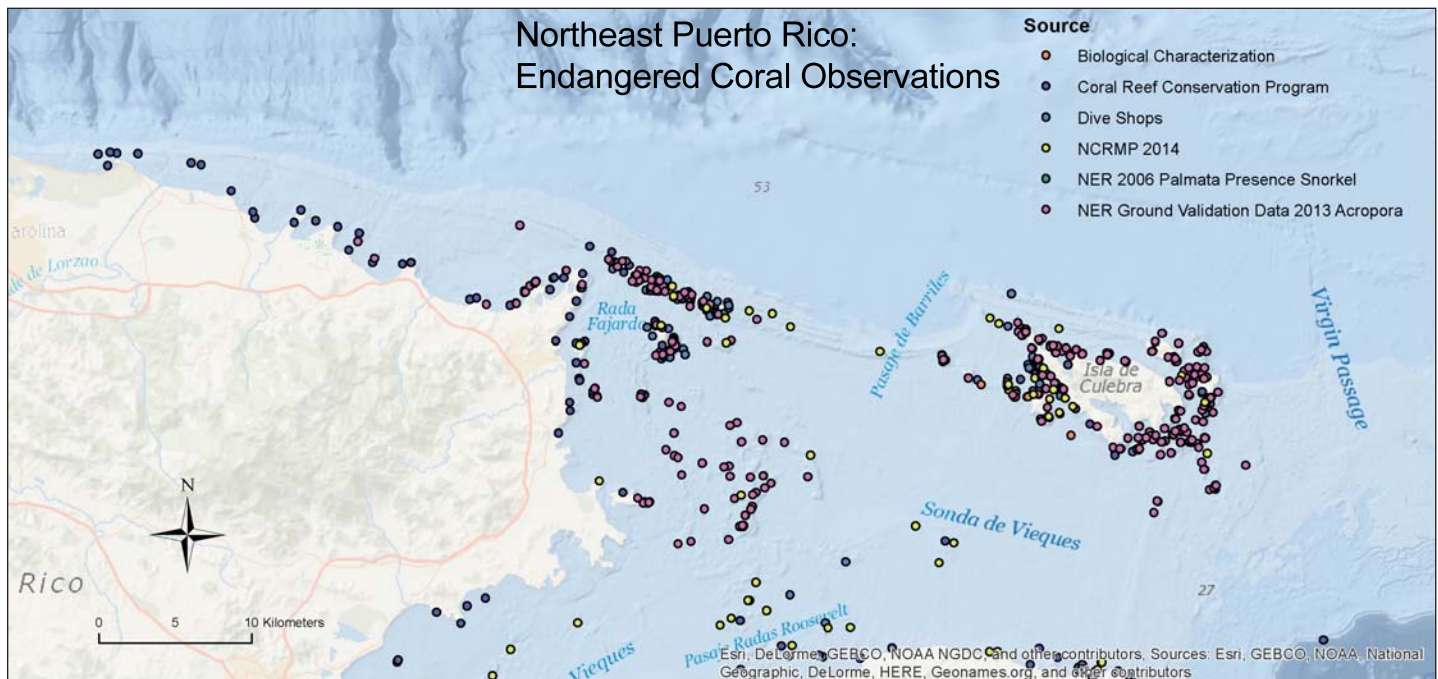 Northeast Puerto Rico:
Endangered Coral Observations
Source
Biological Characterization
Coral Reef Conservation Program
Dive Shops
NCRMP 2014
NER 2006 Palmata Presence Snorkel
NER Ground Validation Data 2013 Acropora
53
arolina
de de Lorzao
Rada
Fajardo
Pasaje de Barriles
Isla de
Culebra
Virgin Passage
N
Sonda de Vieques
Rico
27
0 5 10 Kilometers
Pasaje Radas Roosevelt
Vieques
Esri, DeLorme, GEBCO, NOAA NGDC, and other contributors, Sources: Esri, GEBCO, NOAA, National
Geographic, DeLorme, HERE, Geonames.org, and other contributors